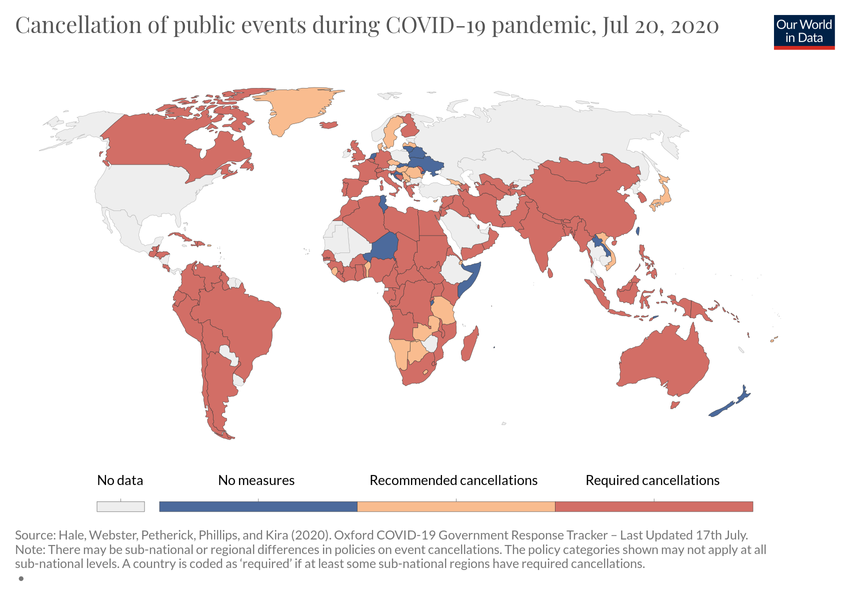 Cancellation of public events during COVID-19 pandemic, Jul 20, 2020
Our World
in Data
No data
No measures
Recommended cancellations
Required cancellations
Source: Hale, Webster, Petherick, Phillips, and Kira (2020). Oxford COVID-19 Government Response Tracker – Last Updated 17th July.
Note: There may be sub-national or regional differences in policies on event cancellations. The policy categories shown may not apply at all
sub-national levels. A country is coded as ‘required’ if at least some sub-national regions have required cancellations.